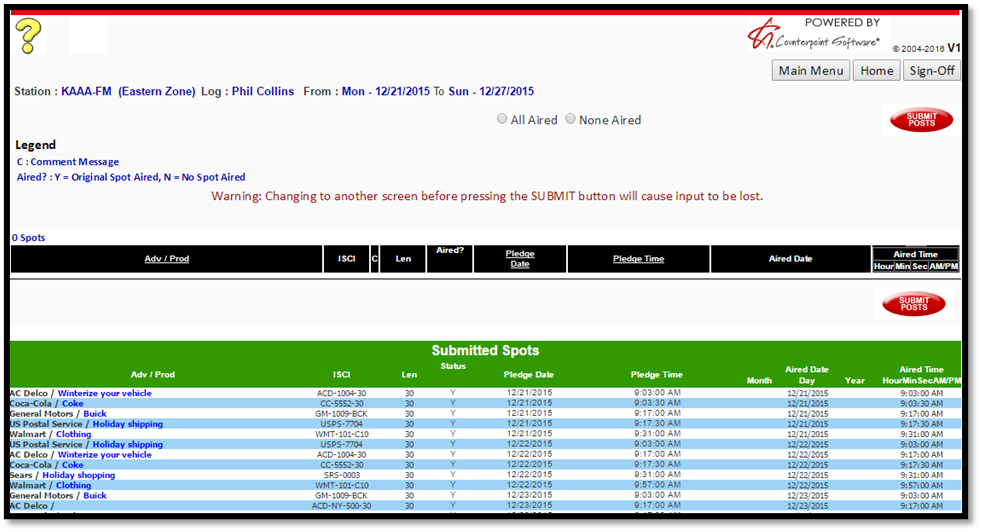 ?
POWERED BY
Counterpoint Software®
© 2004-2016 V1
Main Menu Home Sign-Off
Station : KAAA-FM (Eastern Zone) Log : Phil Collins From : Mon - 12/21/2015 To Sun - 12/27/2015
All Aired None Aired
SUBMIT POSTS
Legend
C : Comment Message
Aired? : Y = Original Spot Aired, N = No Spot Aired
Warning: Changing to another screen before pressing the SUBMIT button will cause input to be lost.
0 Spots
Adv / Prod ISCI C Len Aired? Pledge Date Pledge Time Aired Date Aired Time
Hour Min Sec AM/PM
SUBMIT POSTS
Submitted Spots
Adv / Prod ISCI Len Status Pledge Date Pledge Time Aired Date Aired Time
Month Day Year HourMinSecAM/PM
AC Delco / Winterize your vehicle ACD-1004-30 30 Y 12/21/2015 9:03:00 AM 12/21/2015 9:03:00 AM
Coca-Cola / Coke CC-5552-30 30 Y 12/21/2015 9:03:30 AM 12/21/2015 9:03:30 AM
General Motors / Buick GM-1009-BCK 30 Y 12/21/2015 9:17:00 AM 12/21/2015 9:17:00 AM
US Postal Service / Holiday shipping USPS-7704 30 Y 12/21/2015 9:17:30 AM 12/21/2015 9:17:30 AM
Walmart / Clothing WMT-101-C10 30 Y 12/21/2015 9:31:00 AM 12/21/2015 9:31:00 AM
US Postal Service / Holiday shipping USPS-7704 30 Y 12/22/2015 9:03:00 AM 12/22/2015 9:03:00 AM
AC Delco / Winterize your vehicle ACD-1004-30 30 Y 12/22/2015 9:17:00 AM 12/22/2015 9:17:00 AM
Coca-Cola / Coke CC-5552-30 30 Y 12/22/2015 9:17:30 AM 12/22/2015 9:17:30 AM
Sears / Holiday shopping SRS-0003 30 Y 12/22/2015 9:31:00 AM 12/22/2015 9:31:00 AM
Walmart / Clothing WMT-101-C10 30 Y 12/22/2015 9:57:00 AM 12/22/2015 9:57:00 AM
General Motors / Buick GM-1009-BCK 30 Y 12/23/2015 9:03:00 AM 12/23/2015 9:03:00 AM
AC Delco / ACD-NY-500-30 30 Y 12/23/2015 9:17:00 AM 12/23/2015 9:17:00 AM